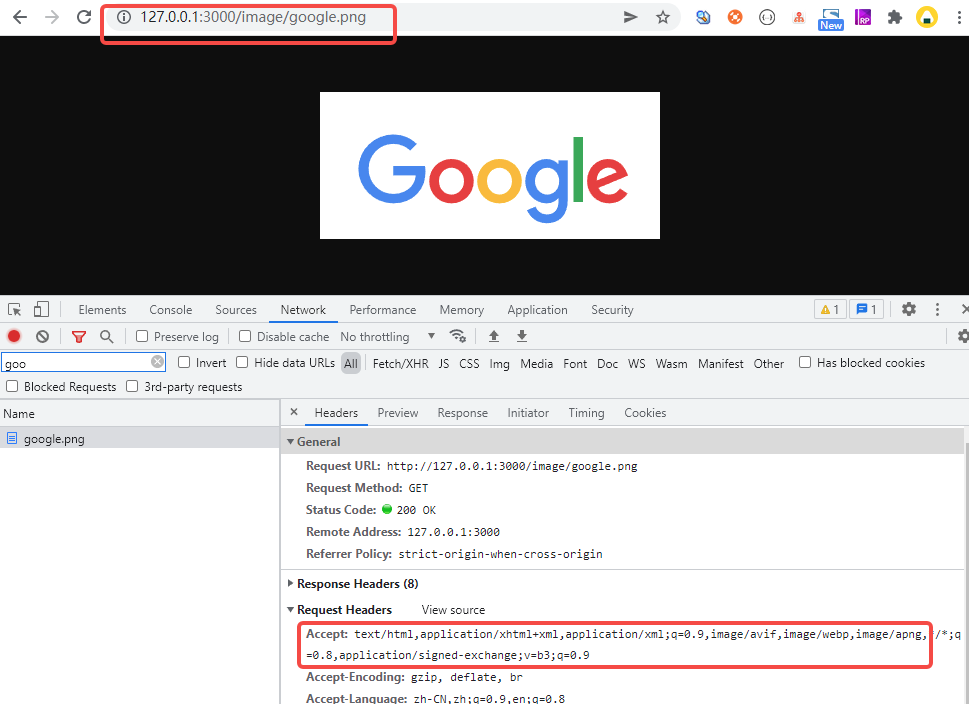 127.0.0.1:3000/image/google.png
New
RP
Google
Elements Console Sources Network Performance Memory Application Security 1 1
Preserve log Disable cache No throttling
goo Invert Hide data URLs All Fetch/XHR JS CSS Img Media Font Doc WS Wasm Manifest Other Has blocked cookies
Blocked Requests 3rd-party requests
Name Headers Preview Response Initiator Timing Cookies
google.png
General
Request URL: http://127.0.0.1:3000/image/google.png
Request Method: GET
Status Code: 200 OK
Remote Address: 127.0.0.1:3000
Referrer Policy: strict-origin-when-cross-origin
Response Headers (8)
Request Headers View source
Accept: text/html,application/xhtml+xml,application/xml;q=0.9,image/avif,image/webp,image/apng,*/*;q
=0.8,application/signed-exchange;v=b3;q=0.9
Accept-Encoding: gzip, deflate, br
Accept-Language: zh-CN,zh;q=0.9,en;q=0.8